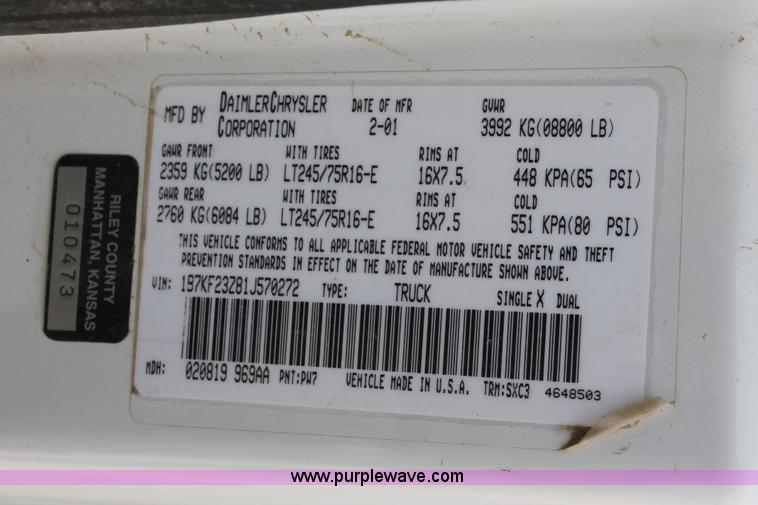 MFD BY DAIMLERCHRYSLER CORPORATION DATE OF MFR 2-01 GVWR 3992 KG(08800 LB)
GAWR FRONT WITH TIRES RIMS AT COLD
2359 KG(5200 LB) LT245/75R16-E 16X7.5 448 KPA(65 PSI)
GAWR REAR WITH TIRES RIMS AT COLD
2760 KG(6084 LB) LT245/75R16-E 16X7.5 551 KPA(80 PSI)
THIS VEHICLE CONFORMS TO ALL APPLICABLE FEDERAL MOTOR VEHICLE SAFETY AND THEFT
PREVENTION STANDARDS IN EFFECT ON THE DATE OF MANUFACTURE SHOWN ABOVE.
VIN: 1B7KF23Z81J570272 TYPE: TRUCK SINGLE X DUAL
MDH: 020819 969AA PNT:PW7 VEHICLE MADE IN U.S.A. TRM:SXC3 4648503
RILEY COUNTY
MANHATTAN, KANSAS
010473
www.purplewave.com